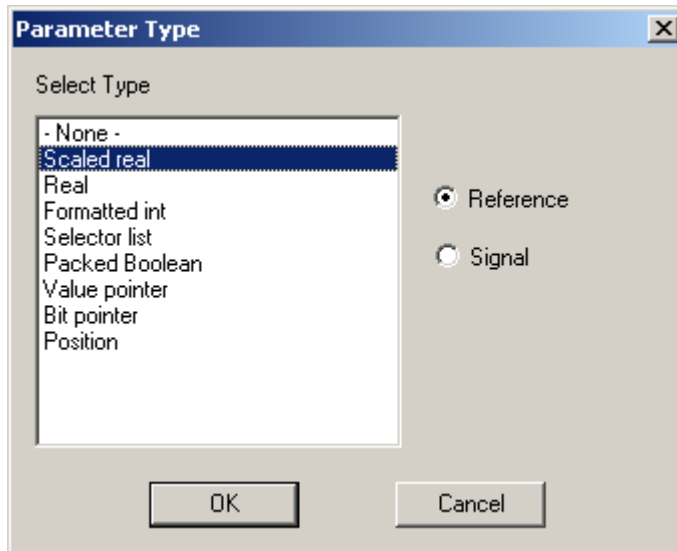 Parameter Type
Select Type
- None -
Scaled real
Real
Formatted int
Selector list
Packed Boolean
Value pointer
Bit pointer
Position
Reference
Signal
OK
Cancel